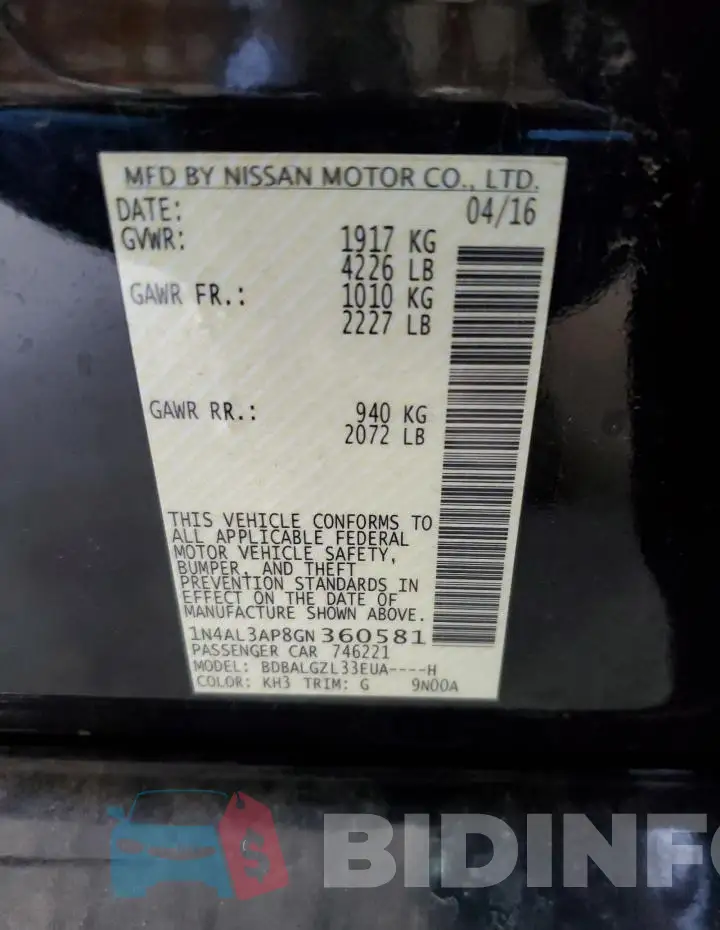 MFD BY NISSAN MOTOR CO., LTD.
DATE: 04/16
GVWR: 1917 KG
4226 LB
GAWR FR.: 1010 KG
2227 LB
GAWR RR.: 940 KG
2072 LB
THIS VEHICLE CONFORMS TO
ALL APPLICABLE FEDERAL
MOTOR VEHICLE SAFETY,
BUMPER, AND THEFT
PREVENTION STANDARDS IN
EFFECT ON THE DATE OF
MANUFACTURE SHOWN ABOVE.
1N4AL3AP8GN360581
PASSENGER CAR 746221
MODEL: BDBALGZL33EUA----H
COLOR: KH3 TRIM: G 9N00A
$
BIDINFO